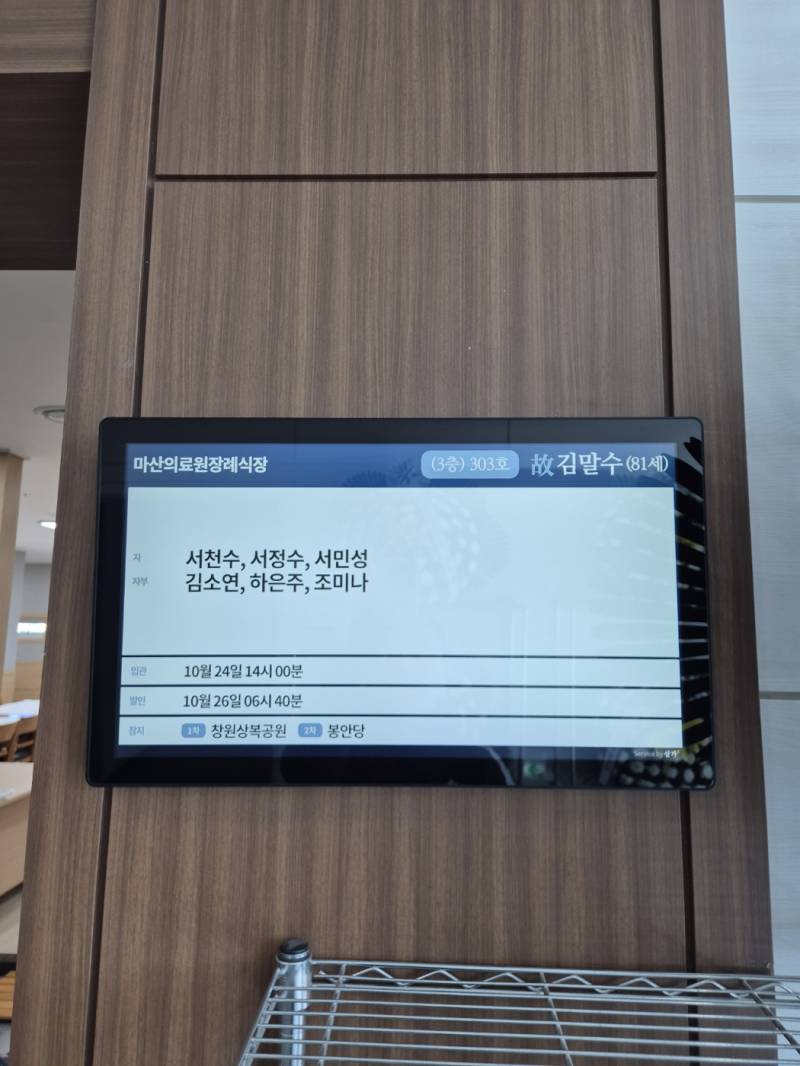 마산의료원장례식장 (3층) 303호 故 김말수 (81세)
자 서천수, 서정수, 서민성
자부 김소연, 하은주, 조미나
입관 10월 24일 14시 00분
발인 10월 26일 06시 40분
장지 1차 창원상복공원 2차 봉안당
Service by 상가